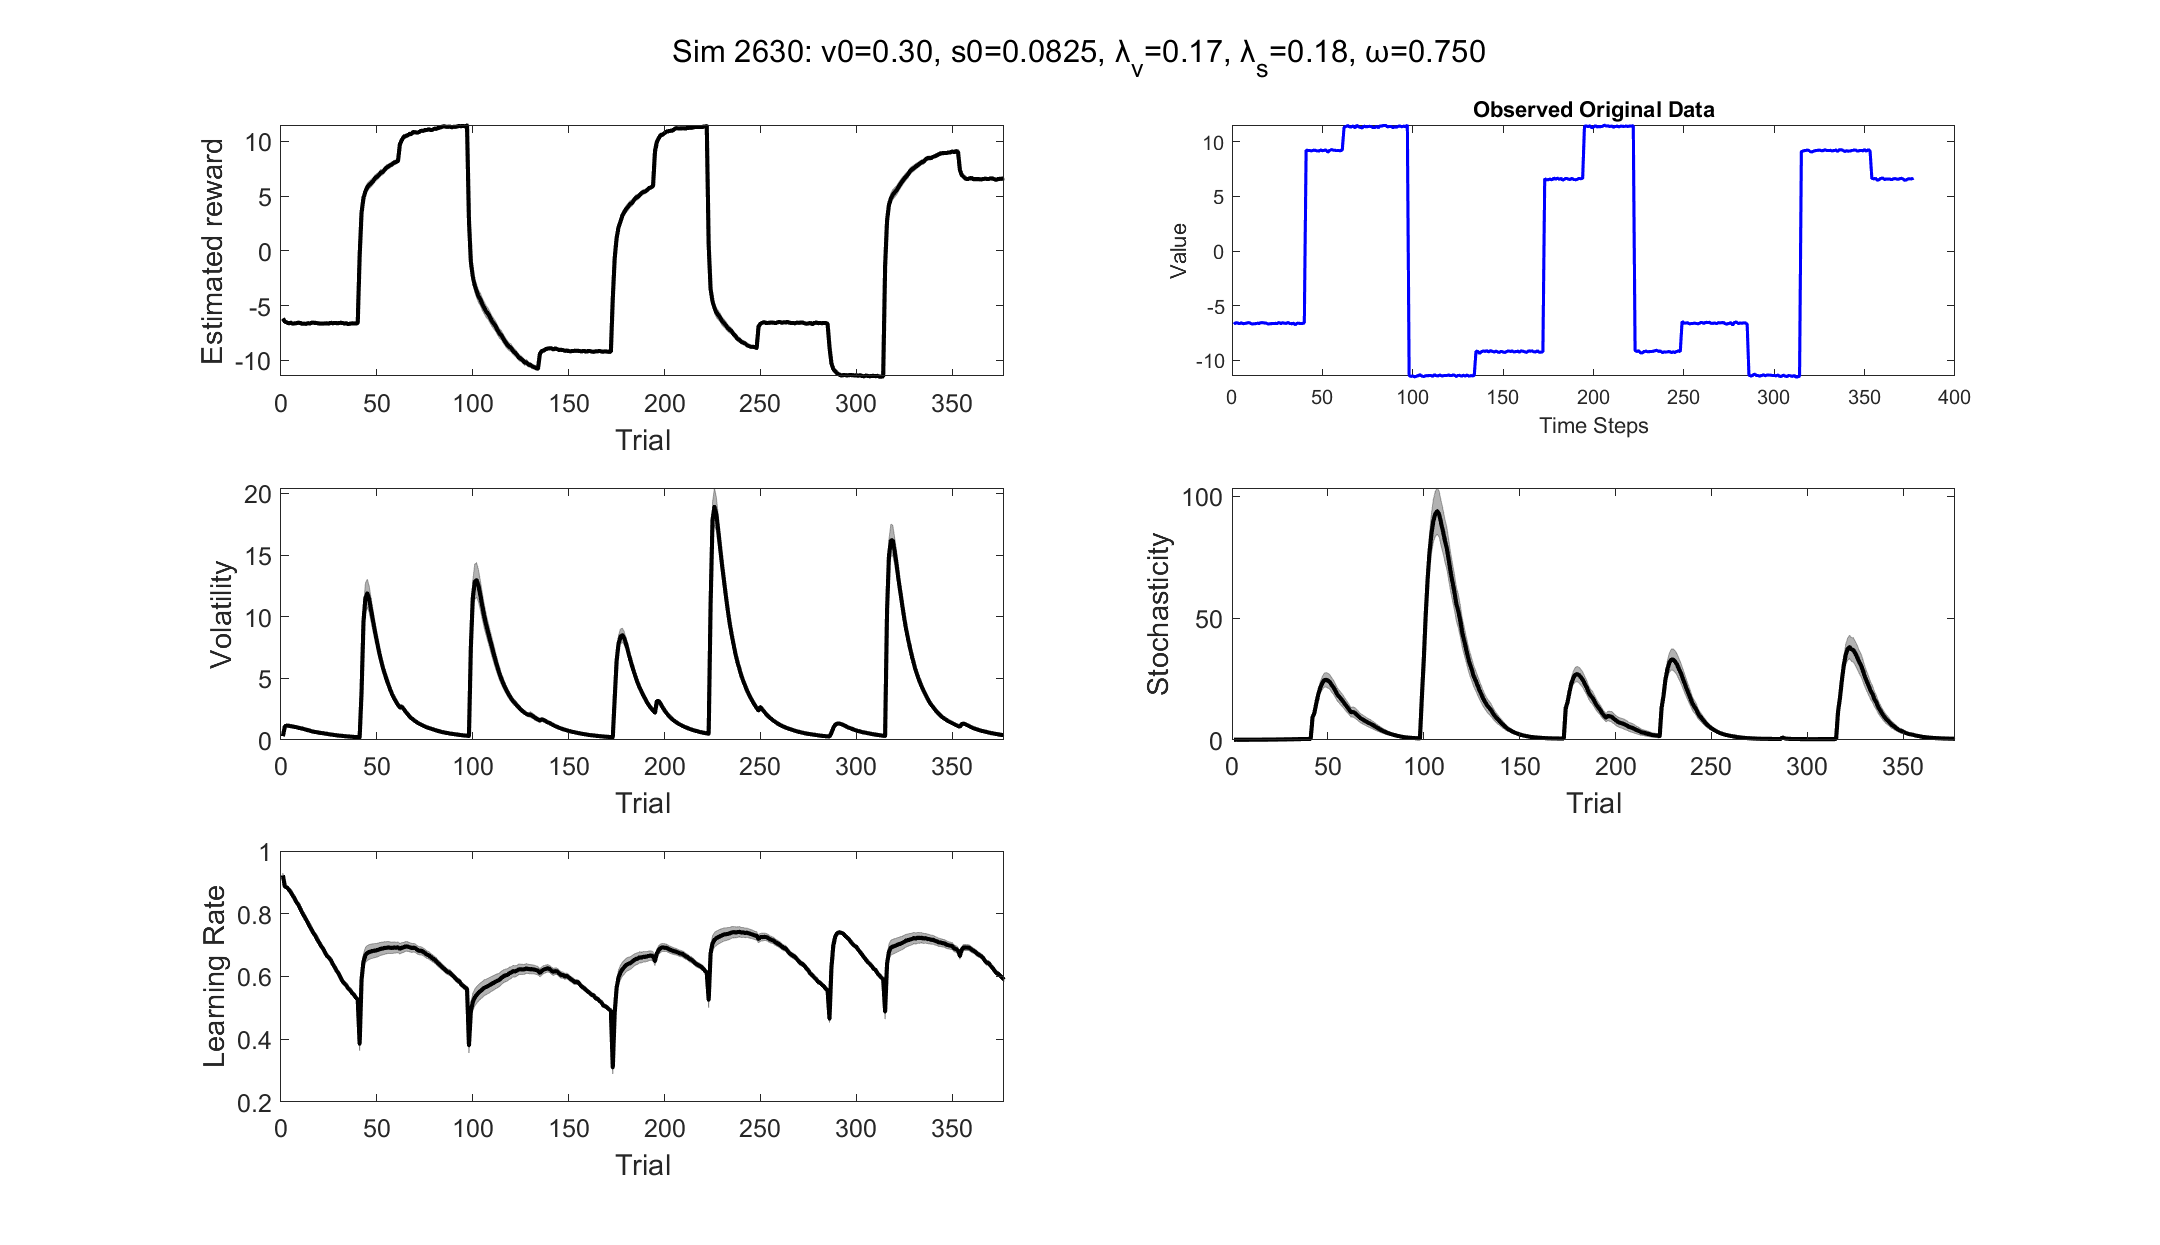 Sim 2630: v0=0.30, s0=0.0825, λ_v=0.17, λ_s=0.18, ω=0.750
Estimated reward
10
5
0
-5
-10
0 50 100 150 200 250 300 350
Trial
Observed Original Data
Value
10
5
0
-5
-10
0 50 100 150 200 250 300 350 400
Time Steps
Volatility
20
15
10
5
0
0 50 100 150 200 250 300 350
Trial
Stochasticity
100
50
0
0 50 100 150 200 250 300 350
Trial
Learning Rate
1
0.8
0.6
0.4
0.2
0 50 100 150 200 250 300 350
Trial